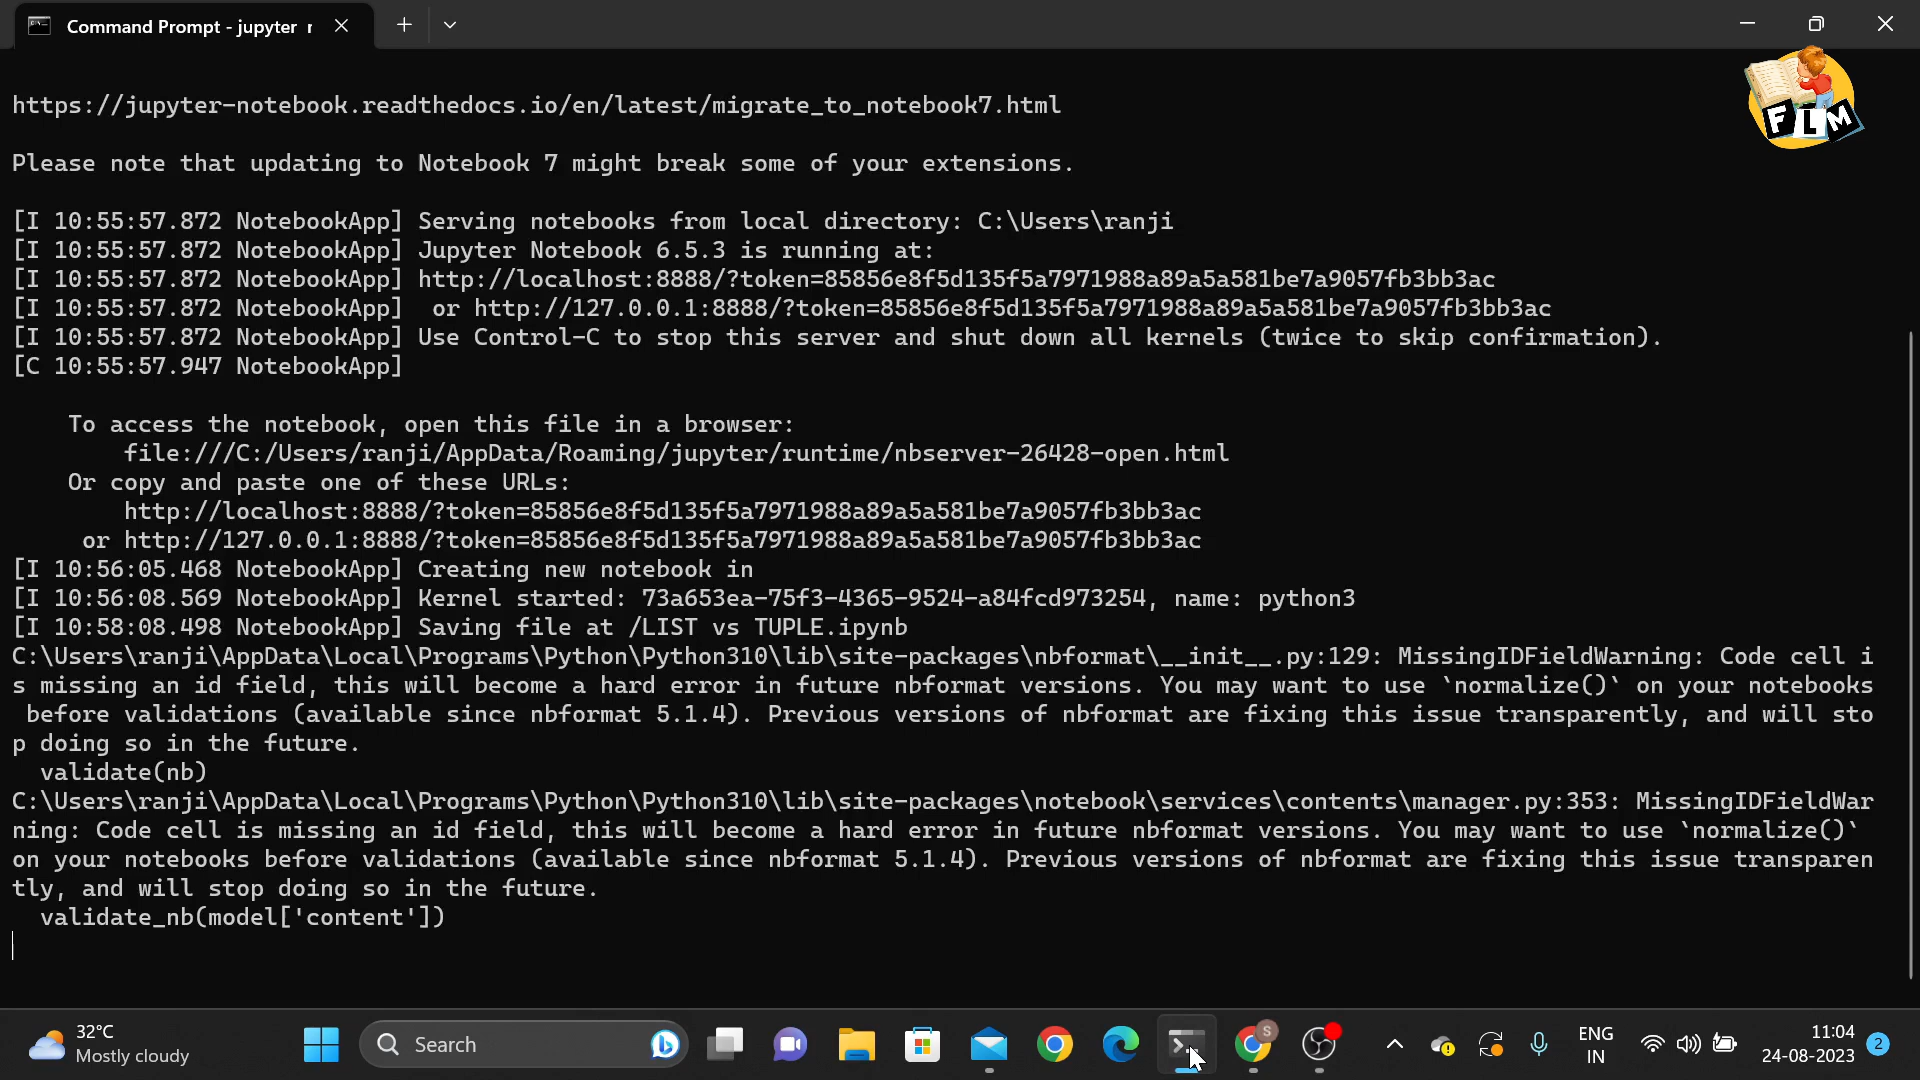 Command Prompt - jupyter r
https://jupyter-notebook.readthedocs.io/en/latest/migrate_to_notebook7.html
FLM
Please note that updating to Notebook 7 might break some of your extensions.
[I 10:55:57.872 NotebookApp] Serving notebooks from local directory: C:\Users\ranji
[I 10:55:57.872 NotebookApp] Jupyter Notebook 6.5.3 is running at:
[I 10:55:57.872 NotebookApp] http://localhost:8888/?token=85856e8f5d135f5a7971988a89a5a581be7a9057fb3bb3ac
[I 10:55:57.872 NotebookApp]  or http://127.0.0.1:8888/?token=85856e8f5d135f5a7971988a89a5a581be7a9057fb3bb3ac
[I 10:55:57.872 NotebookApp] Use Control-C to stop this server and shut down all kernels (twice to skip confirmation).
[C 10:55:57.947 NotebookApp]
To access the notebook, open this file in a browser:
file:///C:/Users/ranji/AppData/Roaming/jupyter/runtime/nbserver-26428-open.html
Or copy and paste one of these URLs:
http://localhost:8888/?token=85856e8f5d135f5a7971988a89a5a581be7a9057fb3bb3ac
or http://127.0.0.1:8888/?token=85856e8f5d135f5a7971988a89a5a581be7a9057fb3bb3ac
[I 10:56:05.468 NotebookApp] Creating new notebook in
[I 10:56:08.569 NotebookApp] Kernel started: 73a653ea-75f3-4365-9524-a84fcd973254, name: python3
[I 10:58:08.498 NotebookApp] Saving file at /LIST vs TUPLE.ipynb
C:\Users\ranji\AppData\Local\Programs\Python\Python310\lib\site-packages\nbformat\__init__.py:129: MissingIDFieldWarning: Code cell i
s missing an id field, this will become a hard error in future nbformat versions. You may want to use `normalize()` on your notebooks
before validations (available since nbformat 5.1.4). Previous versions of nbformat are fixing this issue transparently, and will sto
p doing so in the future.
validate(nb)
C:\Users\ranji\AppData\Local\Programs\Python\Python310\lib\site-packages\notebook\services\contents\manager.py:353: MissingIDFieldWar
ning: Code cell is missing an id field, this will become a hard error in future nbformat versions. You may want to use `normalize()`
on your notebooks before validations (available since nbformat 5.1.4). Previous versions of nbformat are fixing this issue transparen
tly, and will stop doing so in the future.
validate_nb(model['content'])
32°C
Mostly cloudy
Search
S
ENG
IN
11:04
24-08-2023
2